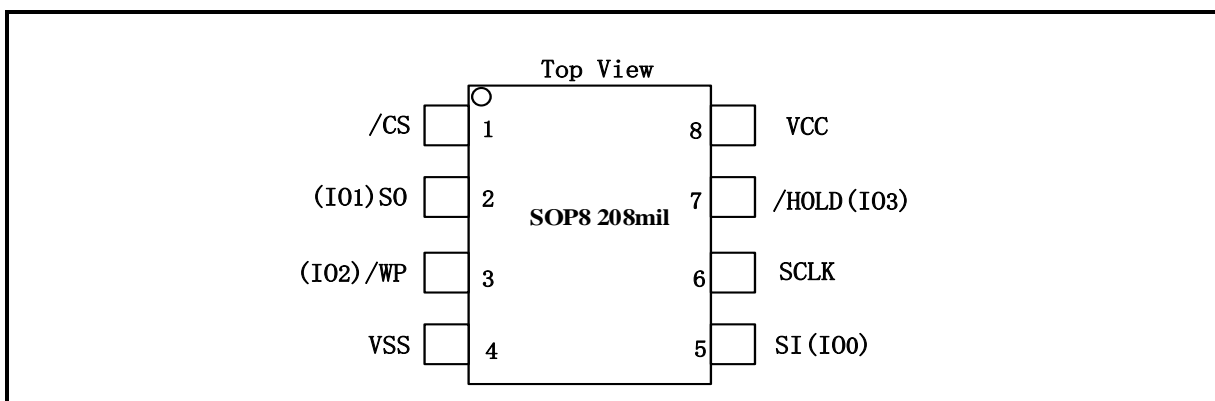 Top View
/CS 1 8 VCC
(IO1)SO 2 7 /HOLD(IO3)
SOP8 208mil
(IO2)/WP 3 6 SCLK
VSS 4 5 SI(IO0)